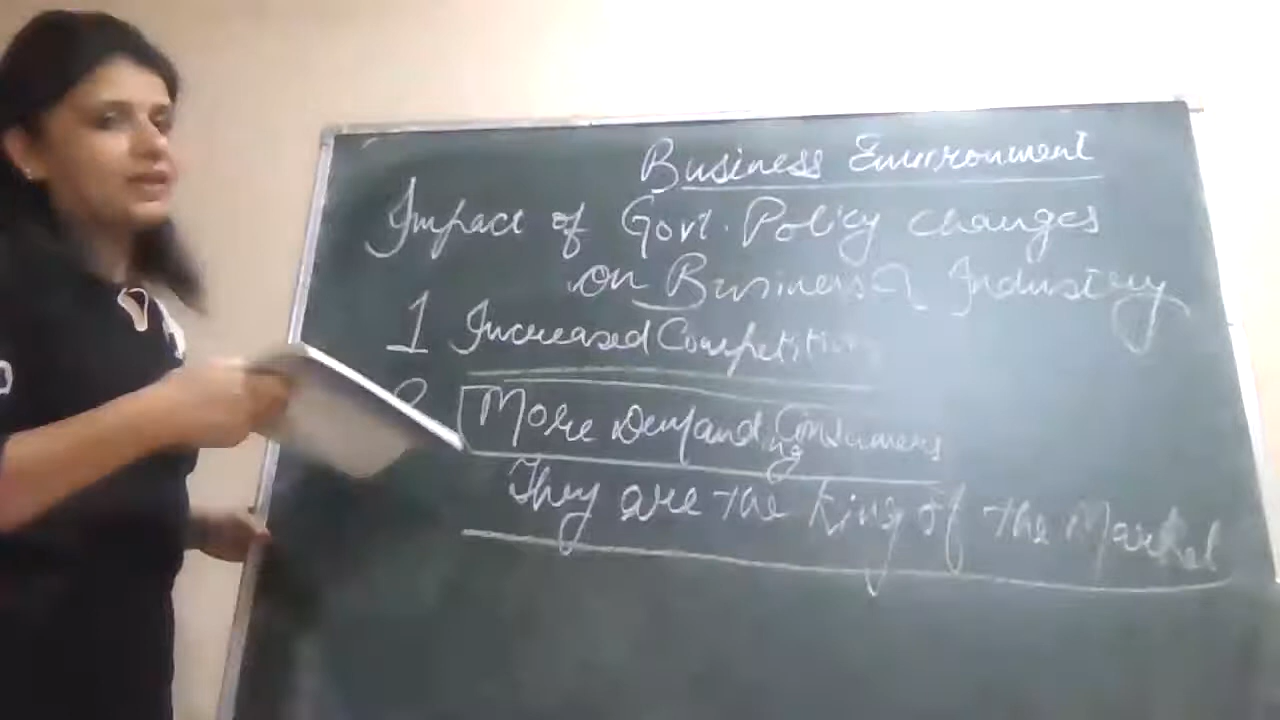 Business Environment
Impact of Govt. Policy changes
on Business & Industry
1 Increased Competition
2 More Demanding Consumers
They are the King of the Market